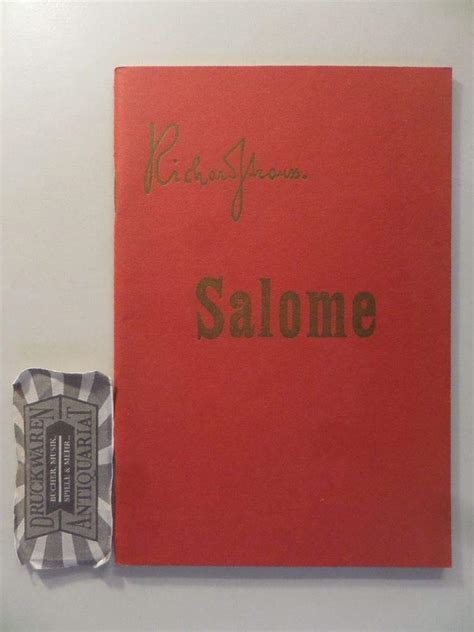 Richard Strauss.
Salome
DRUCKWAREN
BÜCHER, MUSIK,
SPIELE & MEHR...
ANTIQUARIAT